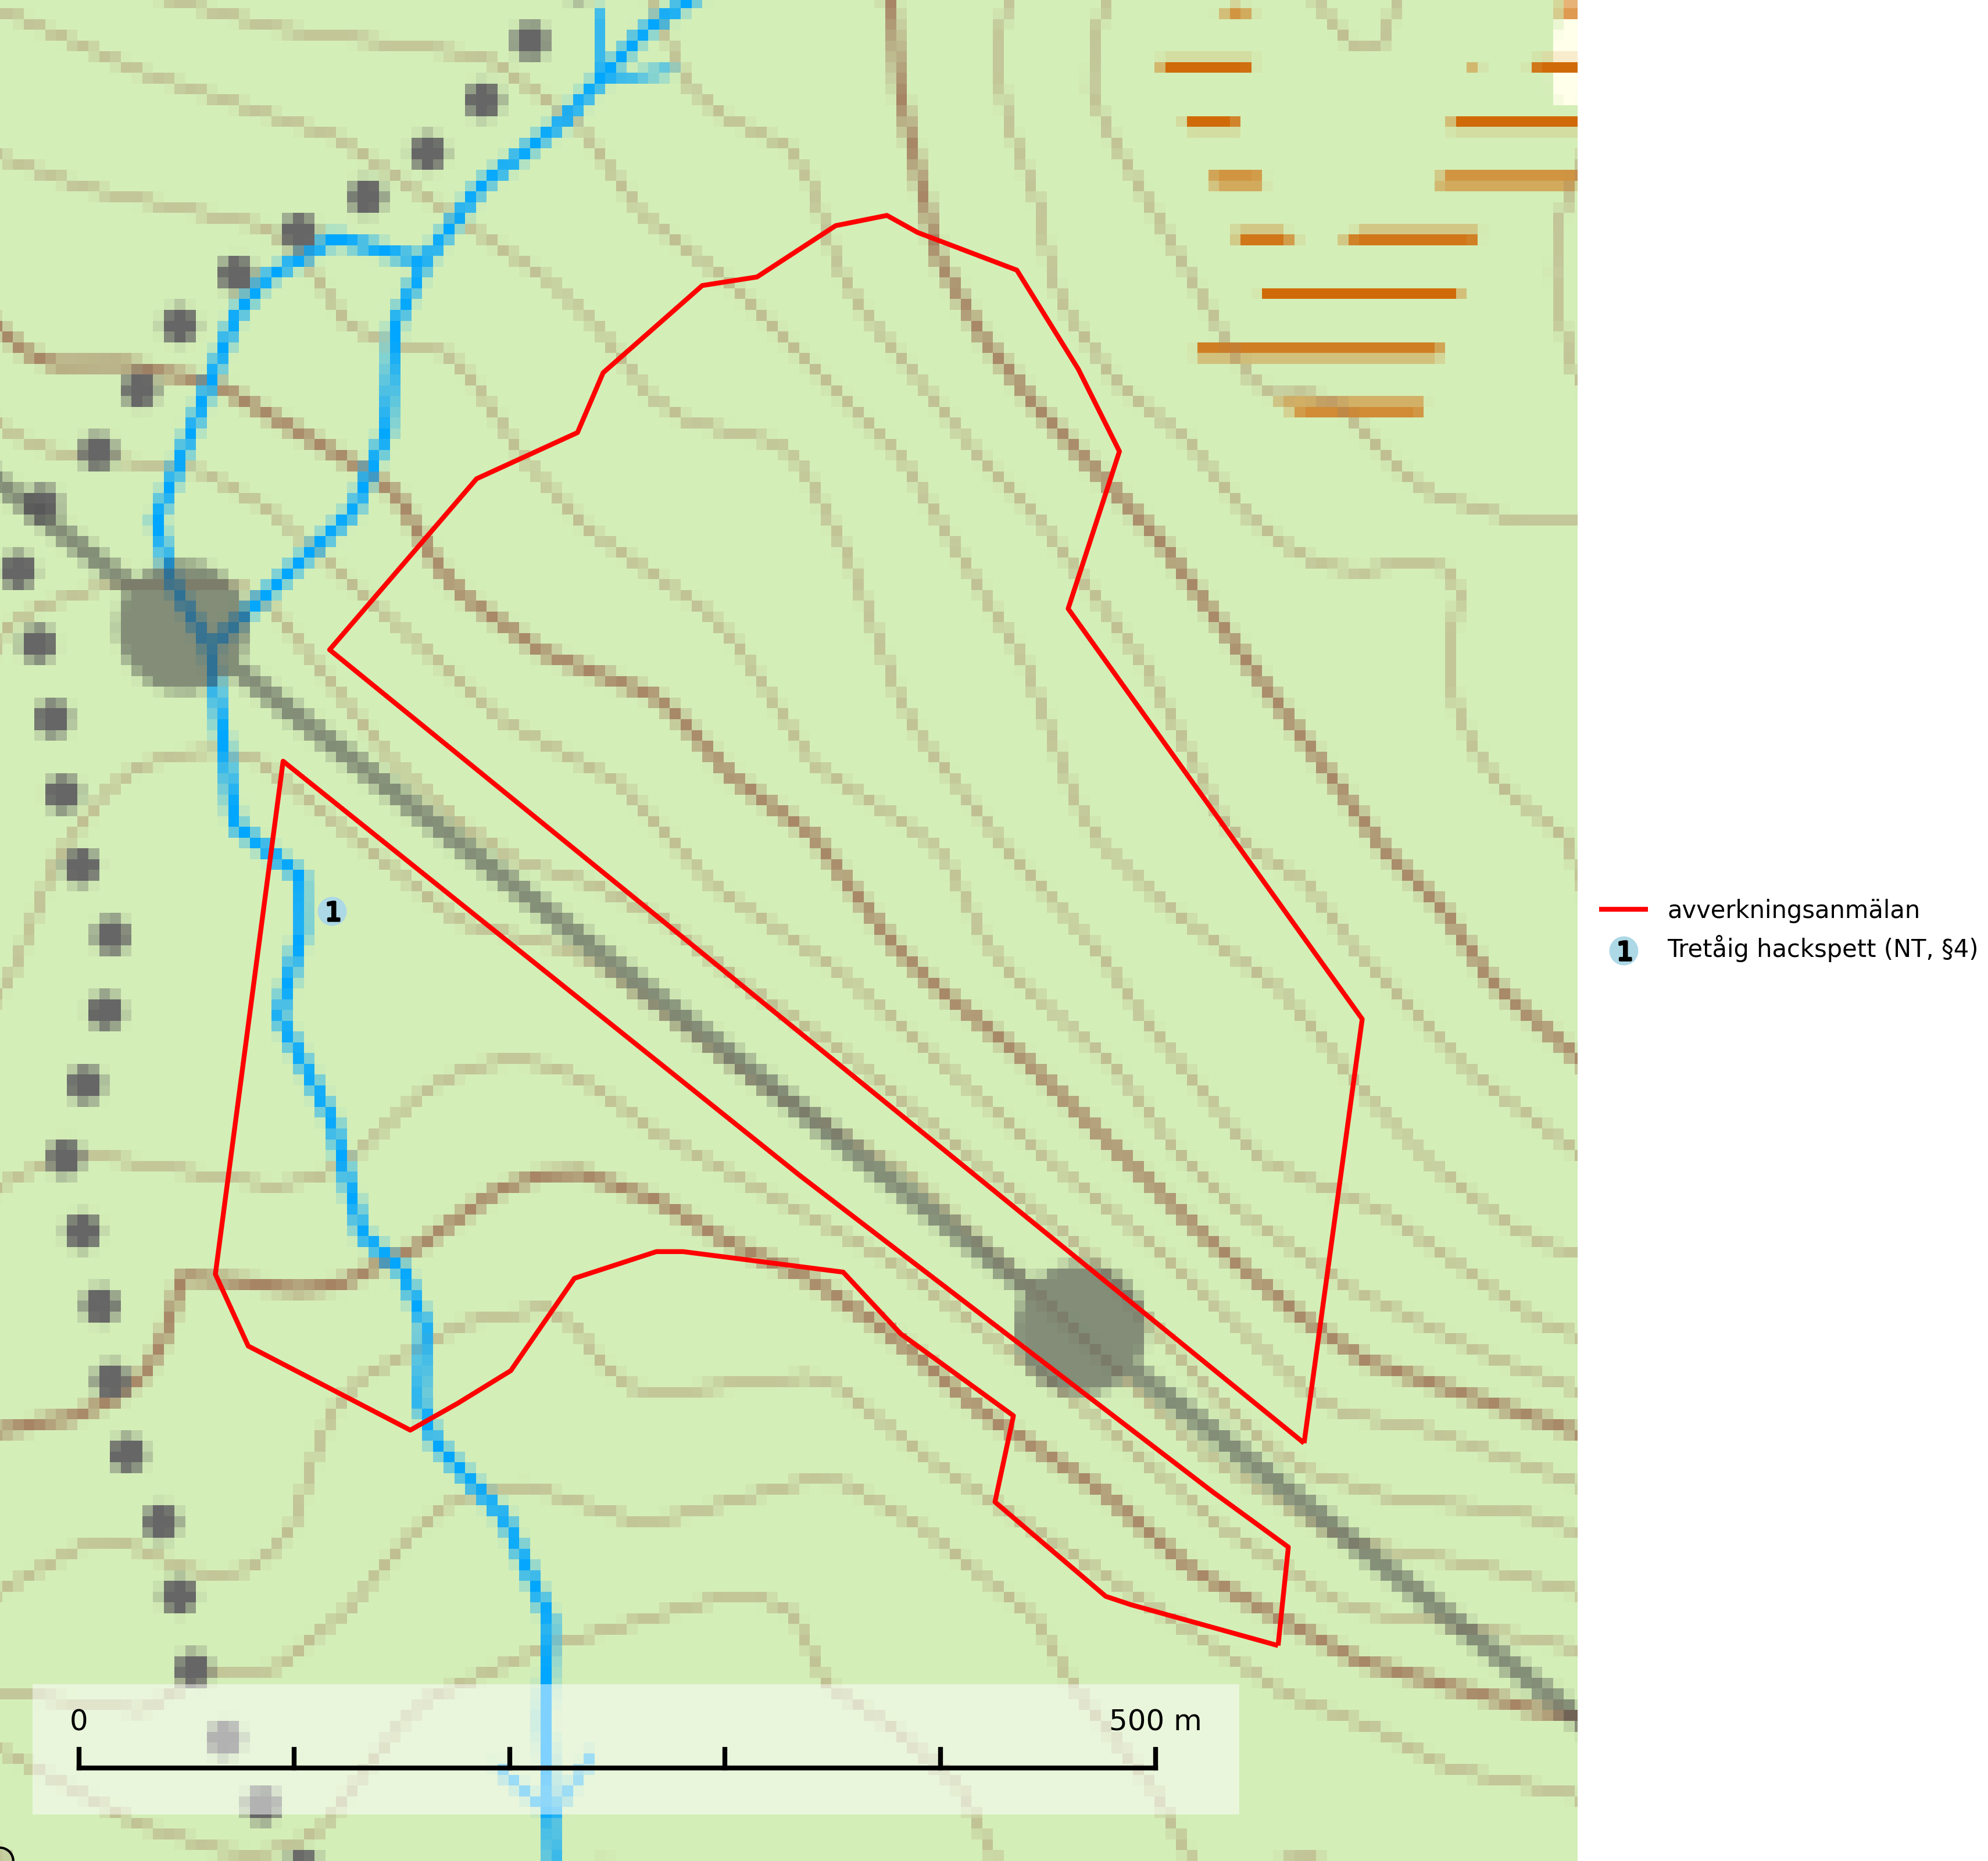 1
avverkningsanmälan
1 Tretåig hackspett (NT, §4)
0 500 m